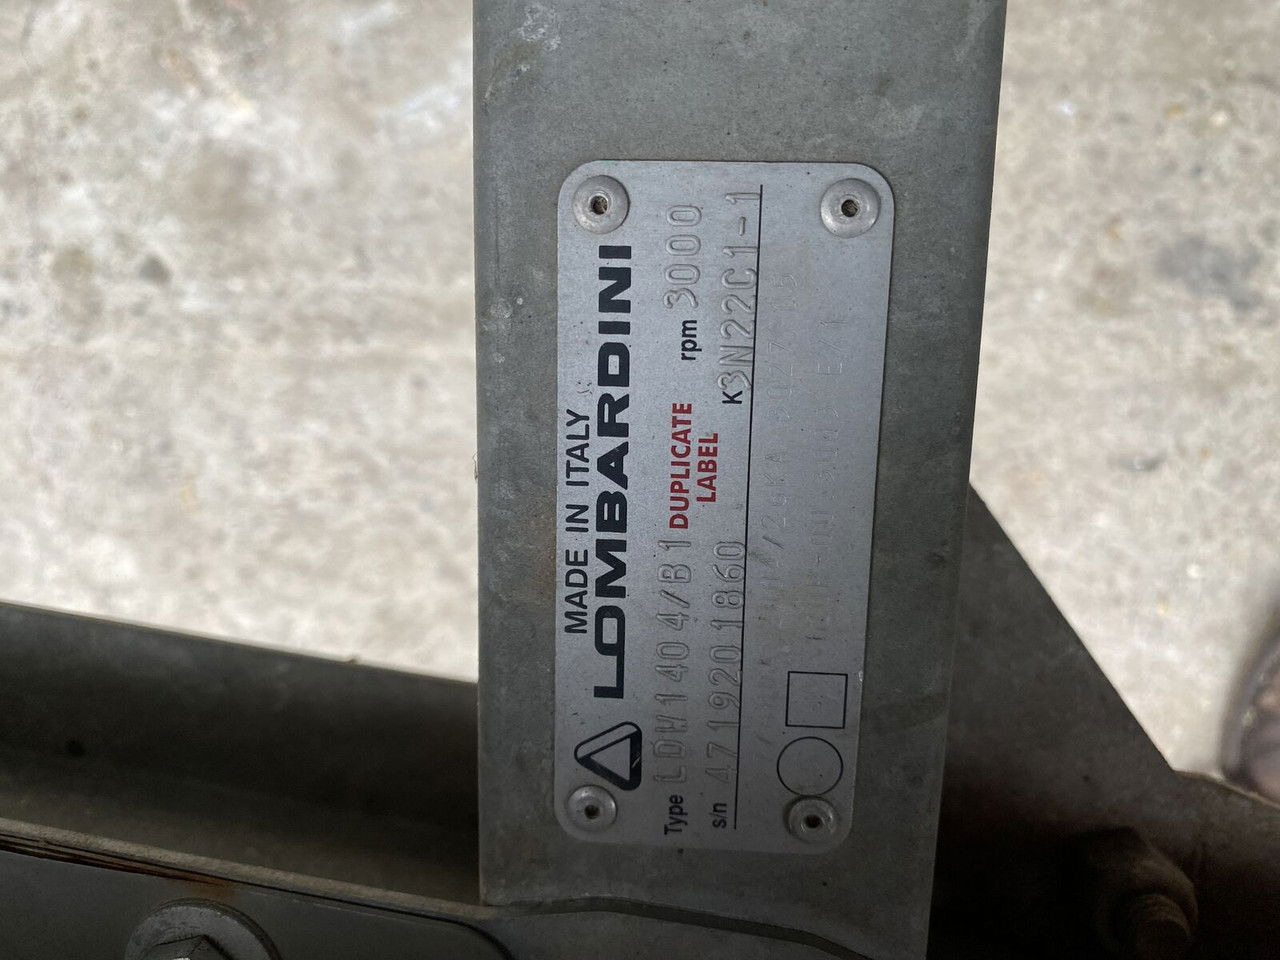 MADE IN ITALY
LOMBARDINI
Type LDW1404/B1 DUPLICATE LABEL rpm 3000
s/n 4719201860 K3N22C1-1